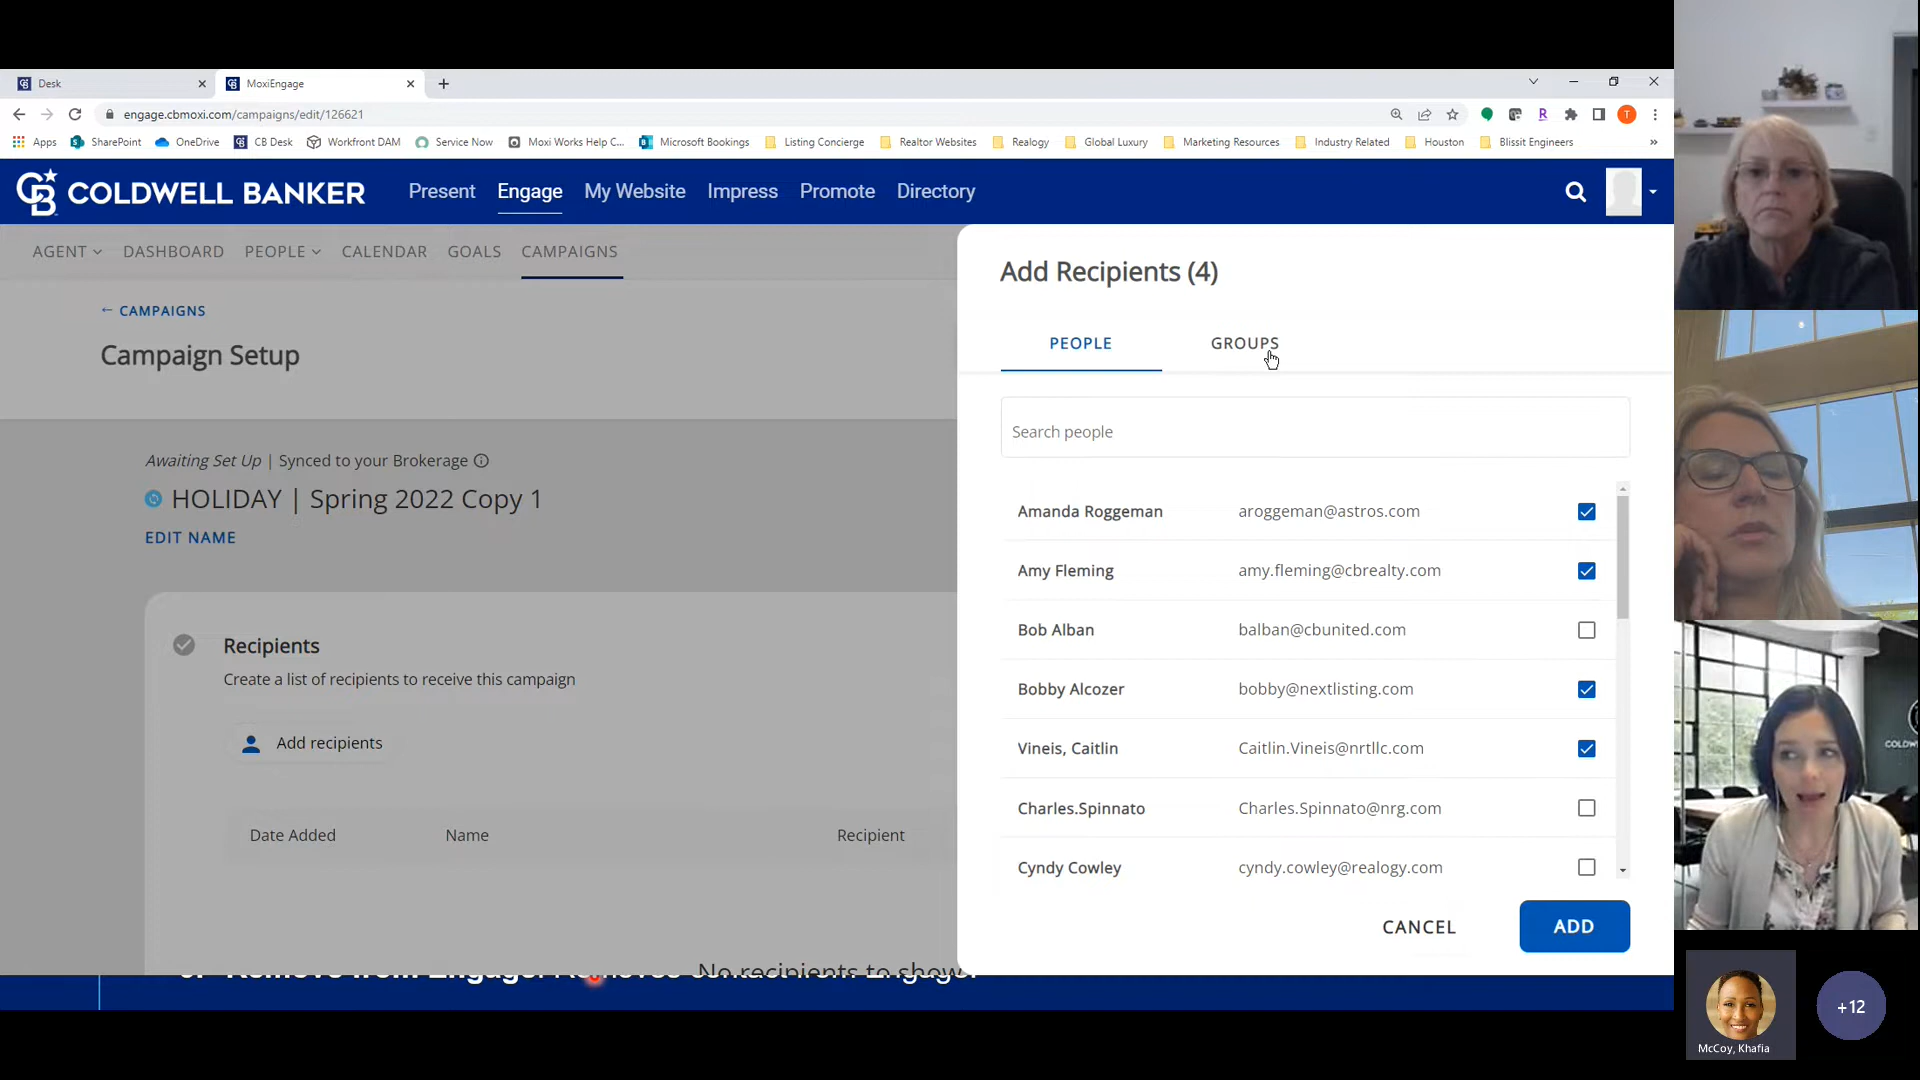 Desk
MoxiEngage
engage.cbmoxi.com/campaigns/edit/126621
Apps SharePoint OneDrive CB Desk Workfront DAM Service Now Moxi Works Help C... Microsoft Bookings Listing Concierge Realtor Websites Realogy Global Luxury Marketing Resources Industry Related Houston Blissit Engineers »
COLDWELL BANKER Present Engage My Website Impress Promote Directory
AGENT DASHBOARD PEOPLE CALENDAR GOALS CAMPAIGNS
← CAMPAIGNS
Campaign Setup
Awaiting Set Up | Synced to your Brokerage
HOLIDAY | Spring 2022 Copy 1
EDIT NAME
Recipients
Create a list of recipients to receive this campaign
Add recipients
Date Added Name Recipient
No recipients to show
Add Recipients (4)
PEOPLE GROUPS
Search people
Amanda Roggeman aroggeman@astros.com
Amy Fleming amy.fleming@cbrealty.com
Bob Alban balban@cbunited.com
Bobby Alcozer bobby@nextlisting.com
Vineis, Caitlin Caitlin.Vineis@nrtllc.com
Charles.Spinnato Charles.Spinnato@nrg.com
Cyndy Cowley cyndy.cowley@realogy.com
CANCEL ADD
COLDW
McCoy, Khafia
+12